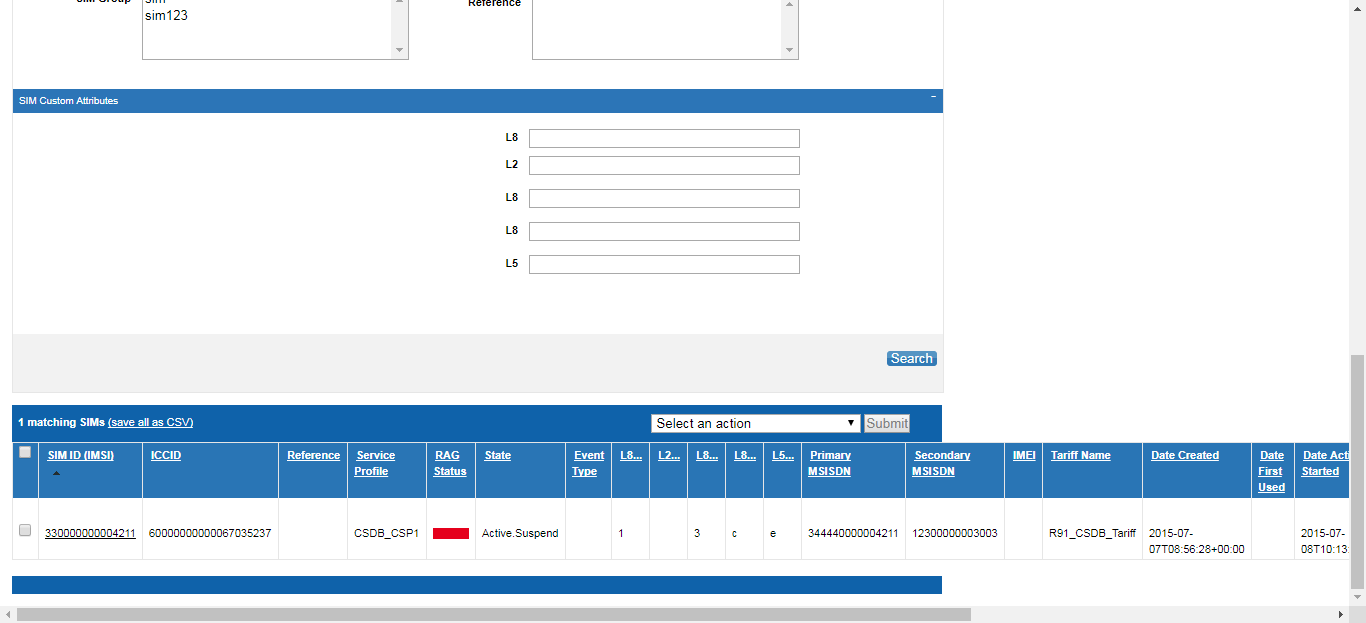 SIM Group
sim
Reference
sim123
SIM Custom Attributes
L8
L2
L8
L8
L5
Search
1 matching SIMs (save all as CSV)
Select an action
Submit
SIM ID (IMSI) ICCID Reference Service Profile RAG Status State Event Type L8... L2... L8... L8... L5... Primary MSISDN Secondary MSISDN IMEI Tariff Name Date Created Date First Used Date Acti Started
330000000004211 60000000000067035237 CSDB_CSP1 Active.Suspend 1 3 c e 344440000004211 12300000003003 R91_CSDB_Tariff 2015-07-07T08:56:28+00:00 2015-07-08T10:13: